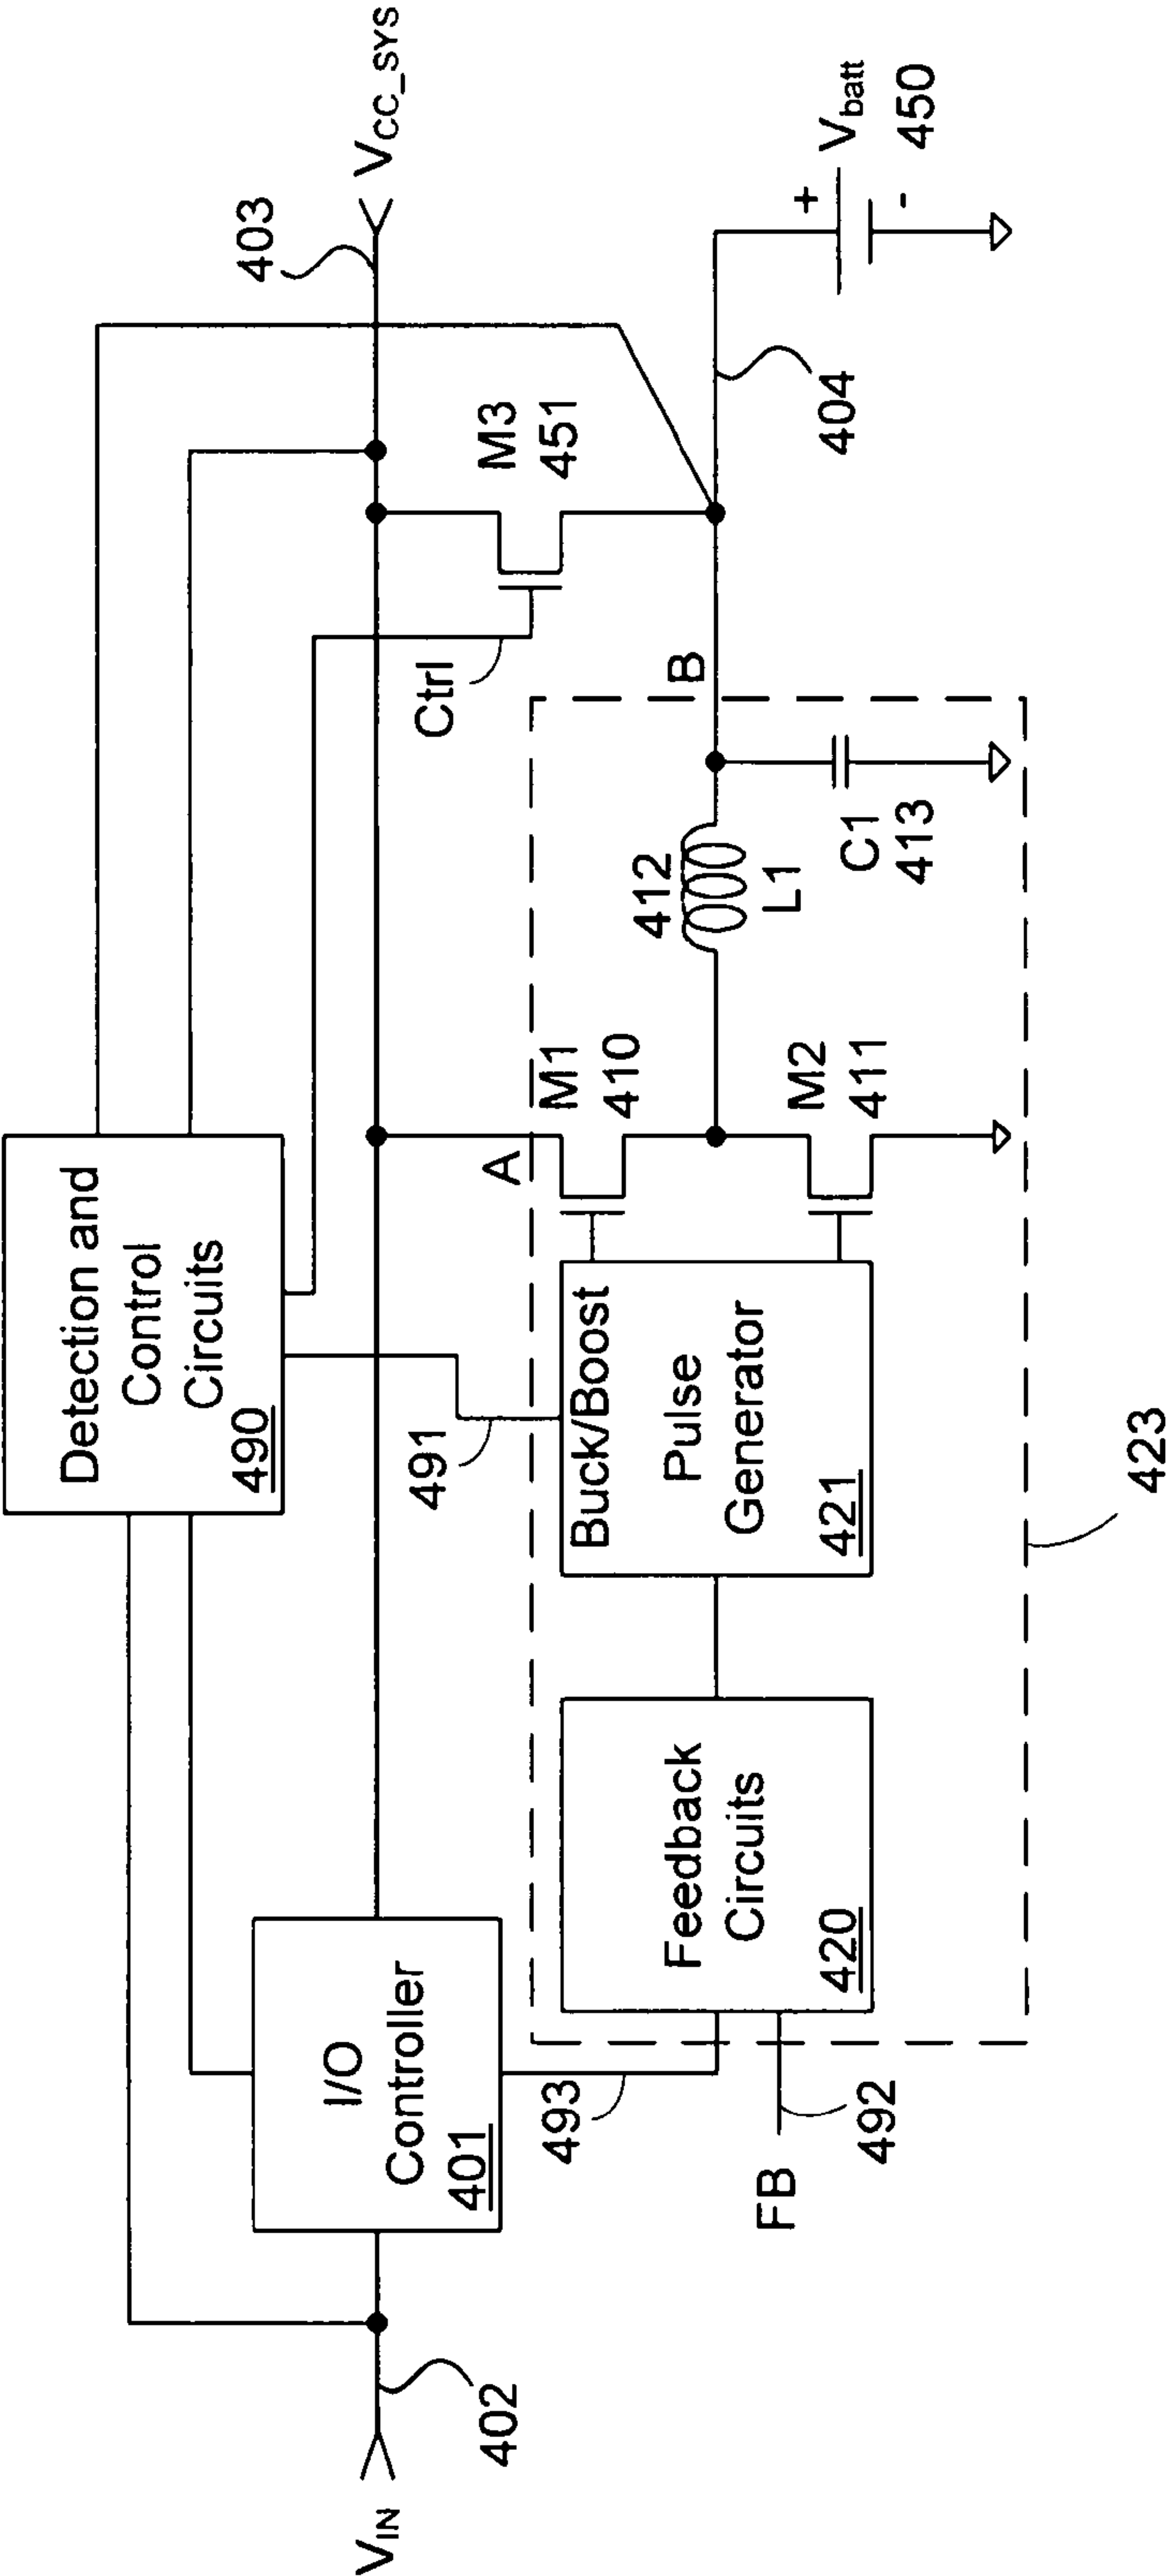 Detection and
Control
Circuits
490
V_IN
402
I/O
Controller
401
403
V_CC_SYS
491
Ctrl
M3
451
493
FB
492
Feedback
Circuits
420
Buck/Boost
Pulse
Generator
421
A
M1
410
M2
411
412
L1
C1
413
B
404
+
V_batt
-
450
423